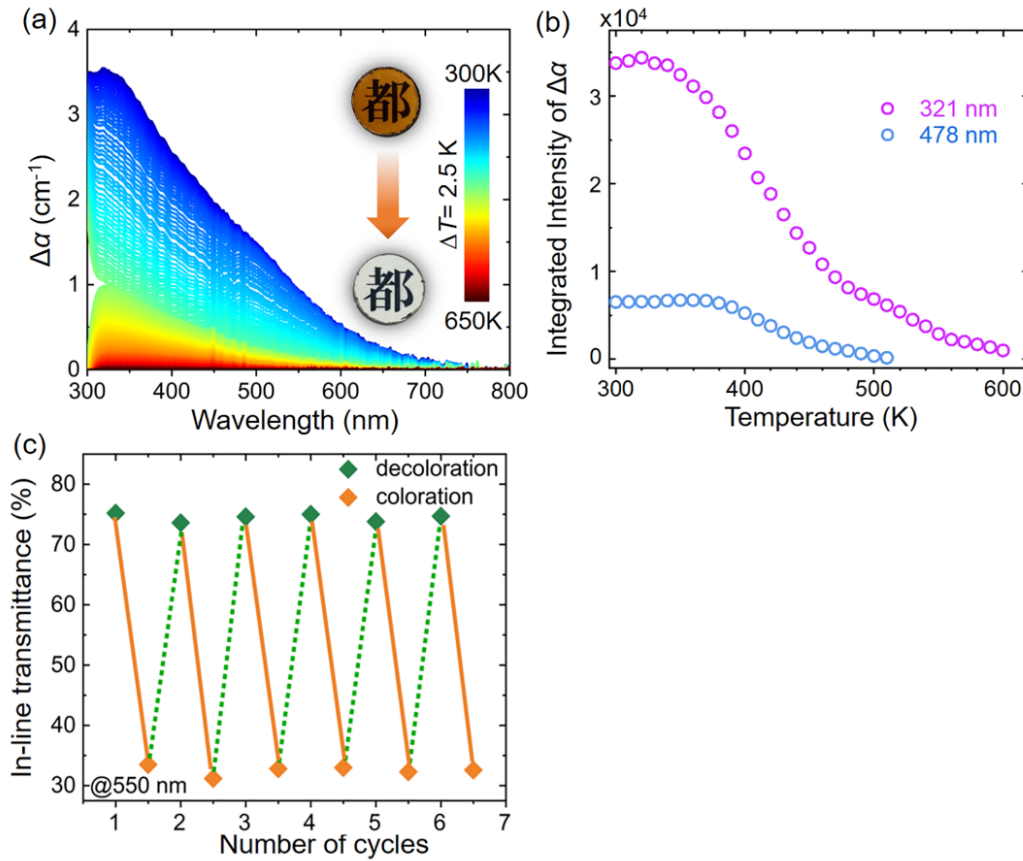 (a)
4
3
2
1
0
Δα (cm⁻¹)
300 400 500 600 700 800
Wavelength (nm)
都
都
300K
ΔT= 2.5 K
650K
(b)
x10⁴
3
2
1
0
Integrated Intensity of Δα
321 nm
478 nm
300 400 500 600
Temperature (K)
(c)
decoloration
coloration
80
70
60
50
40
30
In-line transmittance (%)
@550 nm
1 2 3 4 5 6 7
Number of cycles